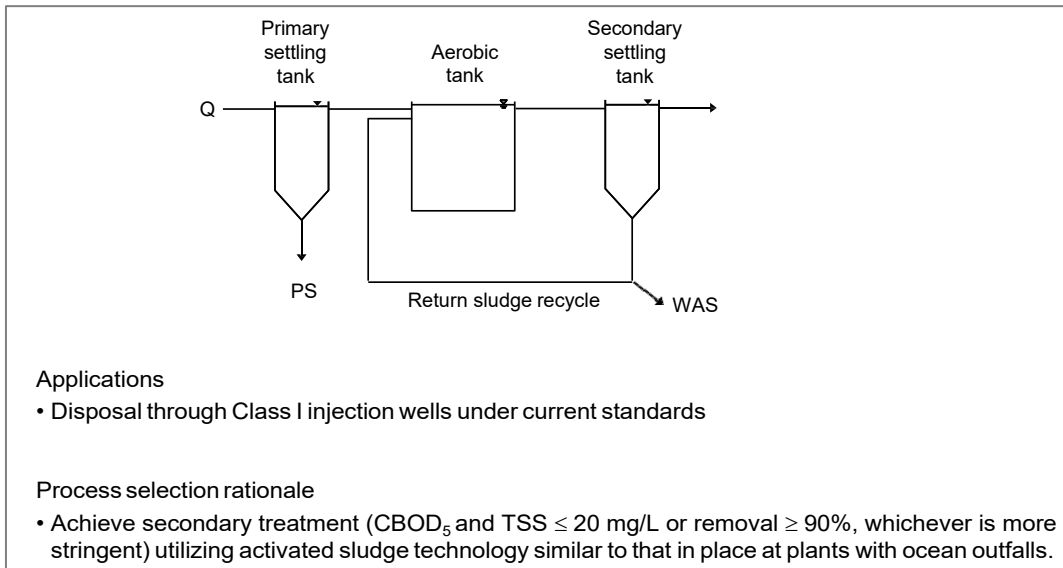 Primary
settling
tank
Aerobic
tank
Secondary
settling
tank
Q
PS
Return sludge recycle
WAS
Applications
• Disposal through Class I injection wells under current standards
Process selection rationale
• Achieve secondary treatment (CBOD₅ and TSS ≤ 20 mg/L or removal ≥ 90%, whichever is more
stringent) utilizing activated sludge technology similar to that in place at plants with ocean outfalls.